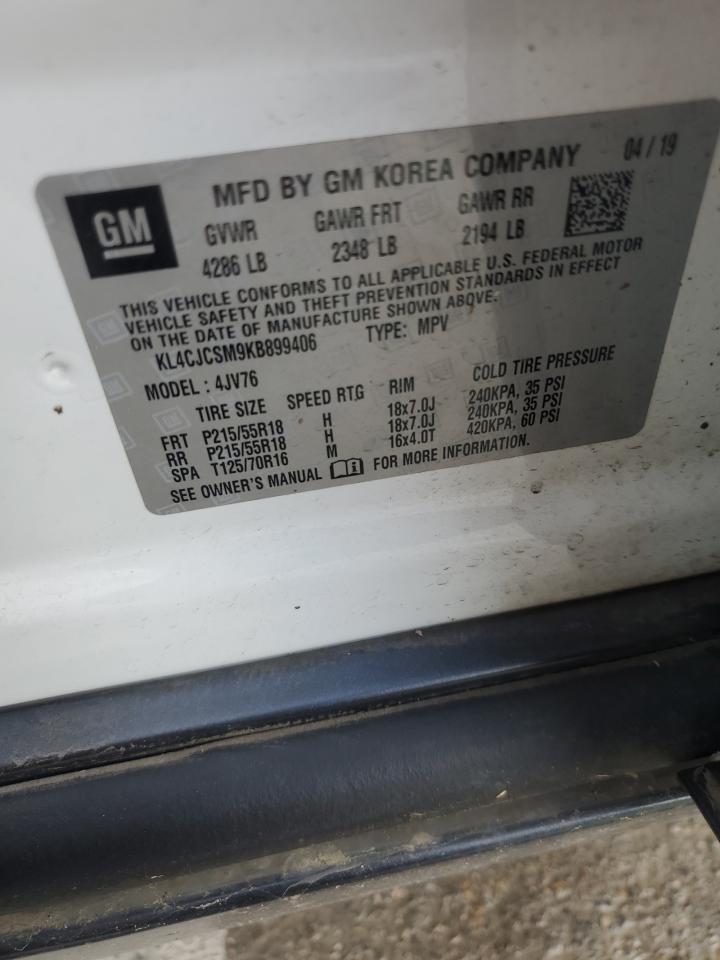 GM
MFD BY GM KOREA COMPANY 04 / 19
GVWR GAWR FRT GAWR RR
4286 LB 2348 LB 2194 LB
THIS VEHICLE CONFORMS TO ALL APPLICABLE U.S. FEDERAL MOTOR
VEHICLE SAFETY AND THEFT PREVENTION STANDARDS IN EFFECT
ON THE DATE OF MANUFACTURE SHOWN ABOVE.
KL4CJCSM9KB899406 TYPE: MPV
MODEL : 4JV76
TIRE SIZE SPEED RTG RIM COLD TIRE PRESSURE
FRT P215/55R18 H 18x7.0J 240KPA, 35 PSI
RR P215/55R18 H 18x7.0J 240KPA, 35 PSI
SPA T125/70R16 M 16x4.0T 420KPA, 60 PSI
SEE OWNER'S MANUAL FOR MORE INFORMATION.